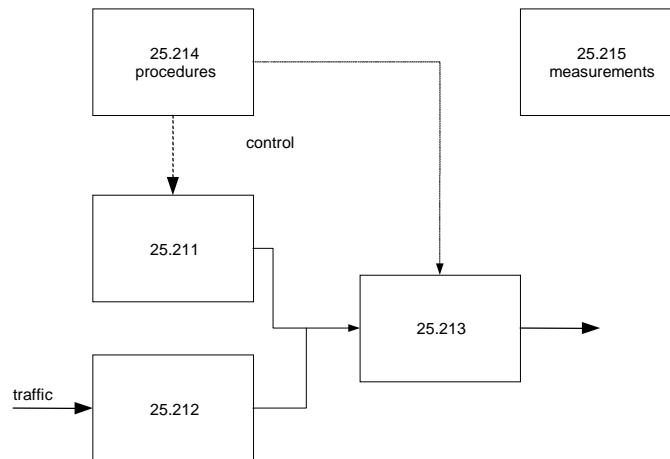 25.214
procedures
25.215
measurements
control
25.211
25.213
traffic
25.212